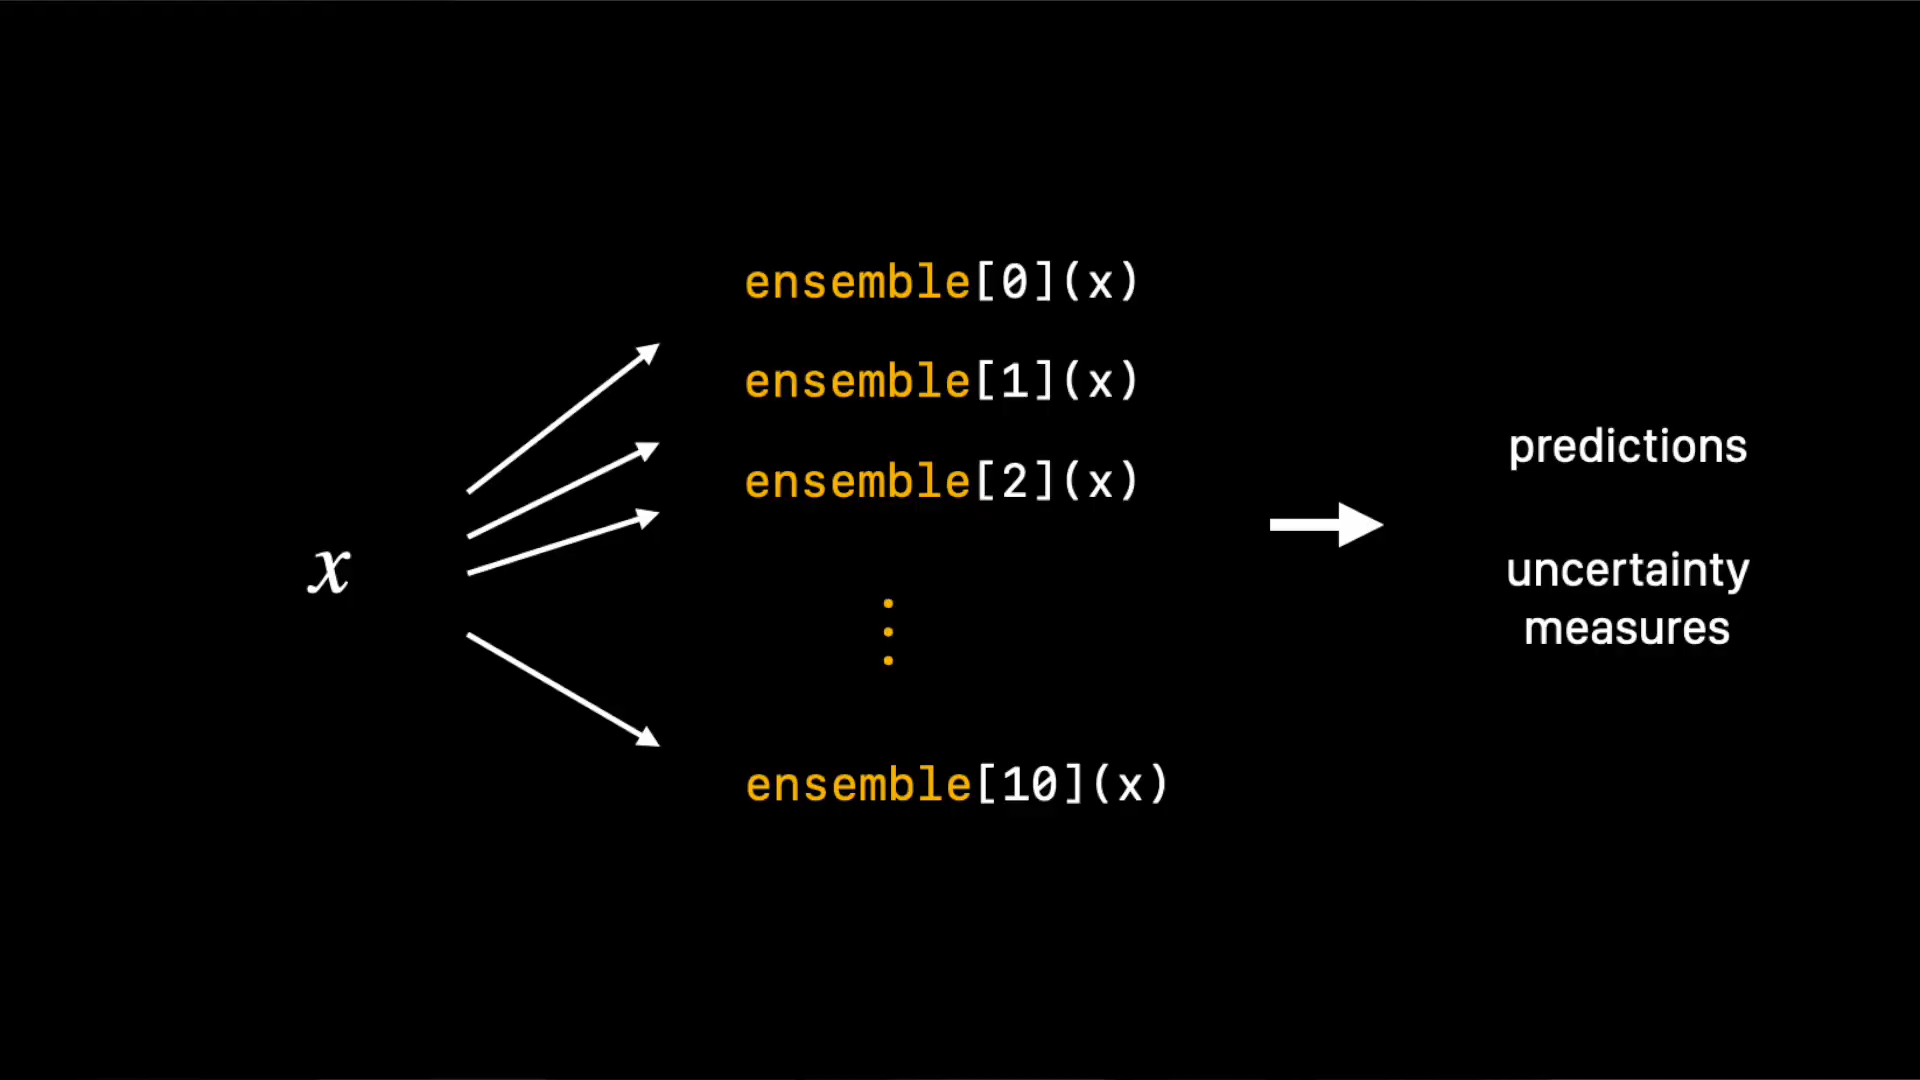 x
ensemble[0](x)
ensemble[1](x)
ensemble[2](x)
ensemble[10](x)
predictions
uncertainty
measures